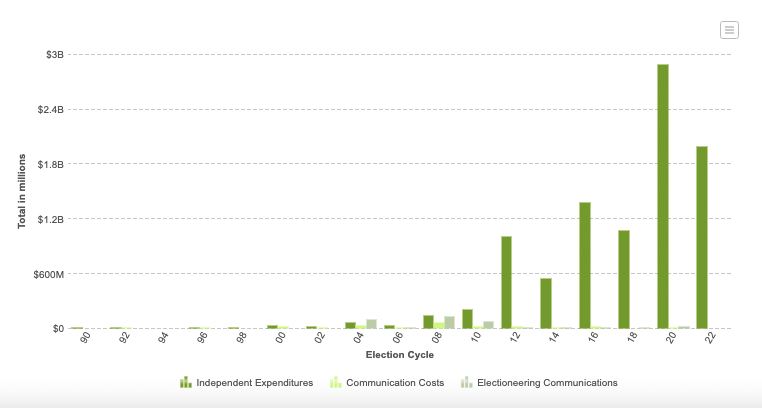 $3B
$2.4B
$1.8B
$1.2B
$600M
$0
Total in millions
90 92 94 96 98 00 02 04 06 08 10 12 14 16 18 20 22
Election Cycle
Independent Expenditures Communication Costs Electioneering Communications